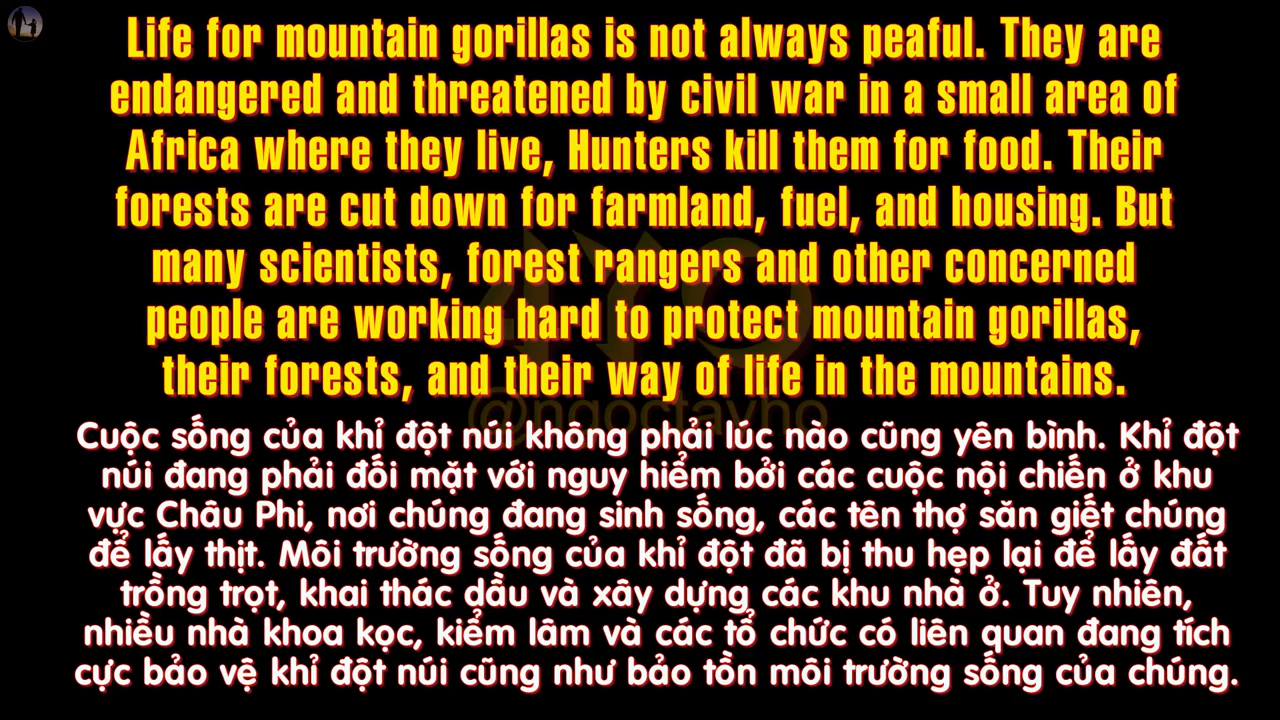 Life for mountain gorillas is not always peaful. They are
endangered and threatened by civil war in a small area of
Africa where they live, Hunters kill them for food. Their
forests are cut down for farmland, fuel, and housing. But
many scientists, forest rangers and other concerned
people are working hard to protect mountain gorillas,
their forests, and their way of life in the mountains.
@ngoctayho
Cuộc sống của khỉ đột núi không phải lúc nào cũng yên bình. Khỉ đột
núi đang phải đối mặt với nguy hiểm bởi các cuộc nội chiến ở khu
vực Châu Phi, nơi chúng đang sinh sống, các tên thợ săn giết chúng
để lấy thịt. Môi trường sống của khỉ đột đã bị thu hẹp lại để lấy đất
trồng trọt, khai thác dầu và xây dựng các khu nhà ở. Tuy nhiên,
nhiều nhà khoa kọc, kiểm lâm và các tổ chức có liên quan đang tích
cực bảo vệ khỉ đột núi cũng như bảo tồn môi trường sống của chúng.